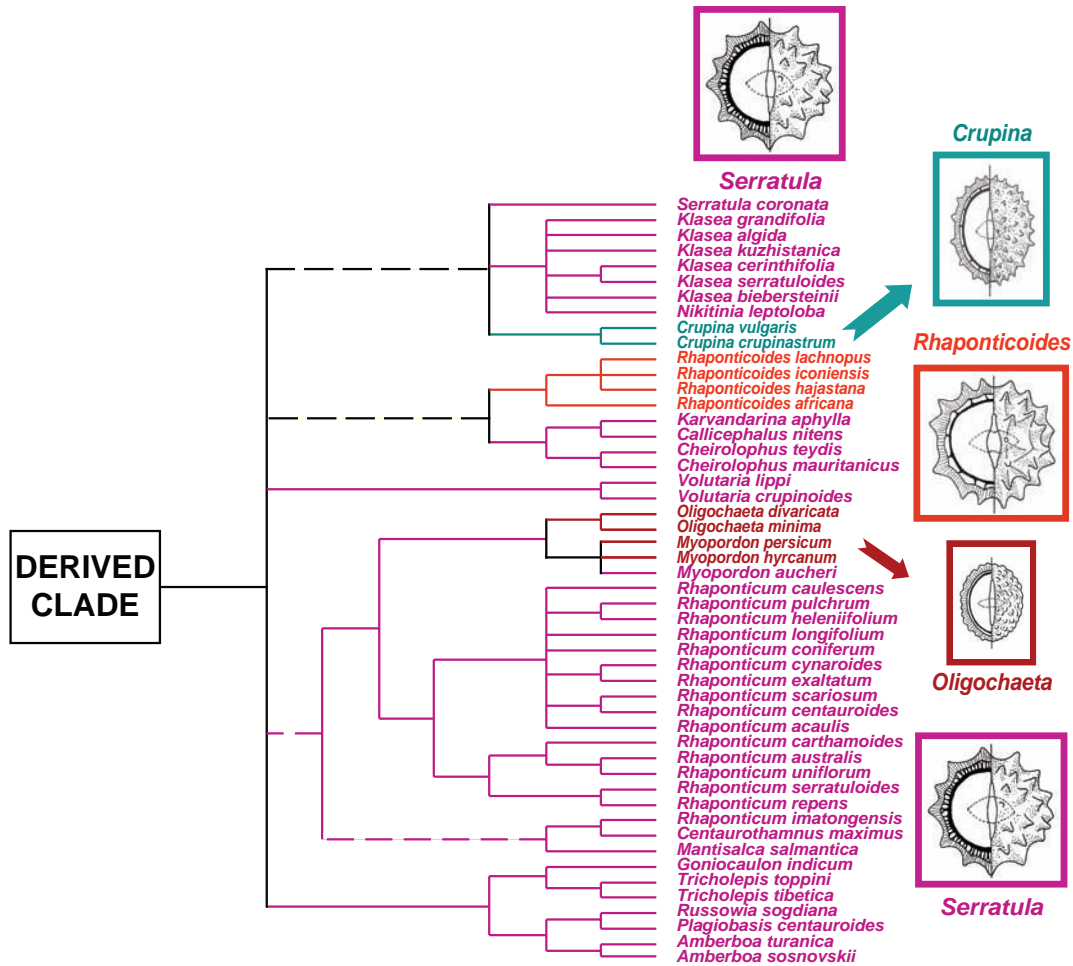 Serratula
Crupina
Serratula coronata
Klasea grandifolia
Klasea algida
Klasea kuzhistanica
Klasea cerinthifolia
Klasea serratuloides
Klasea biebersteinii
Nikitinia leptoloba
Crupina vulgaris
Crupina crupinastrum
Rhaponticoides
Rhaponticoides lachnopus
Rhaponticoides iconiensis
Rhaponticoides hajastana
Rhaponticoides africana
Karvandarina aphylla
Callicephalus nitens
Cheirolophus teydis
Cheirolophus mauritanicus
Volutaria lippi
Volutaria crupinoides
Oligochaeta divaricata
Oligochaeta minima
Myopordon persicum
Myopordon hyrcanum
Myopordon aucheri
DERIVED
CLADE
Rhaponticum caulescens
Rhaponticum pulchrum
Rhaponticum heleniifolium
Rhaponticum longifolium
Rhaponticum coniferum
Rhaponticum cynaroides
Rhaponticum exaltatum
Oligochaeta
Rhaponticum scariosum
Rhaponticum centauroides
Rhaponticum acaulis
Rhaponticum carthamoides
Rhaponticum australis
Rhaponticum uniflorum
Rhaponticum serratuloides
Rhaponticum repens
Rhaponticum imatongensis
Centaurothamnus maximus
Mantisalca salmantica
Goniocaulon indicum
Tricholepis toppini
Tricholepis tibetica
Russowia sogdiana
Plagiobasis centauroides
Amberboa turanica
Amberboa sosnovskii
Serratula